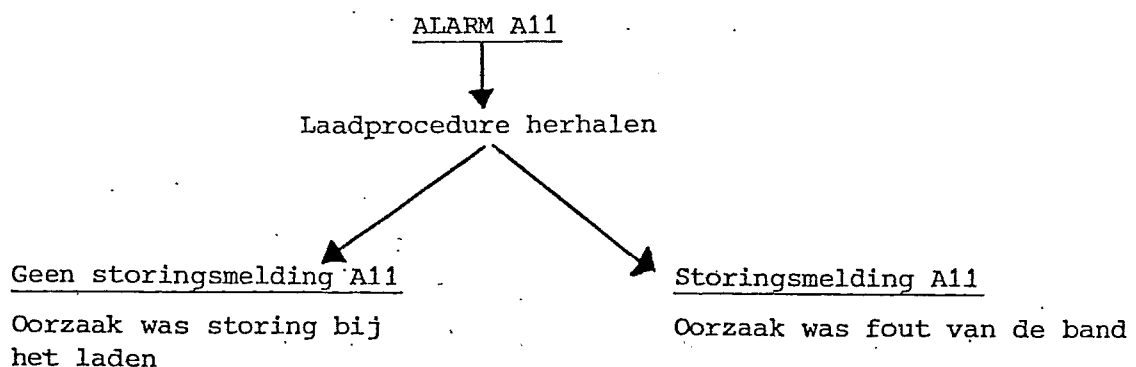 ALARM A11
Laadprocedure herhalen
Geen storingsmelding A11
Oorzaak was storing bij
het laden
Storingsmelding A11
Oorzaak was fout van de band